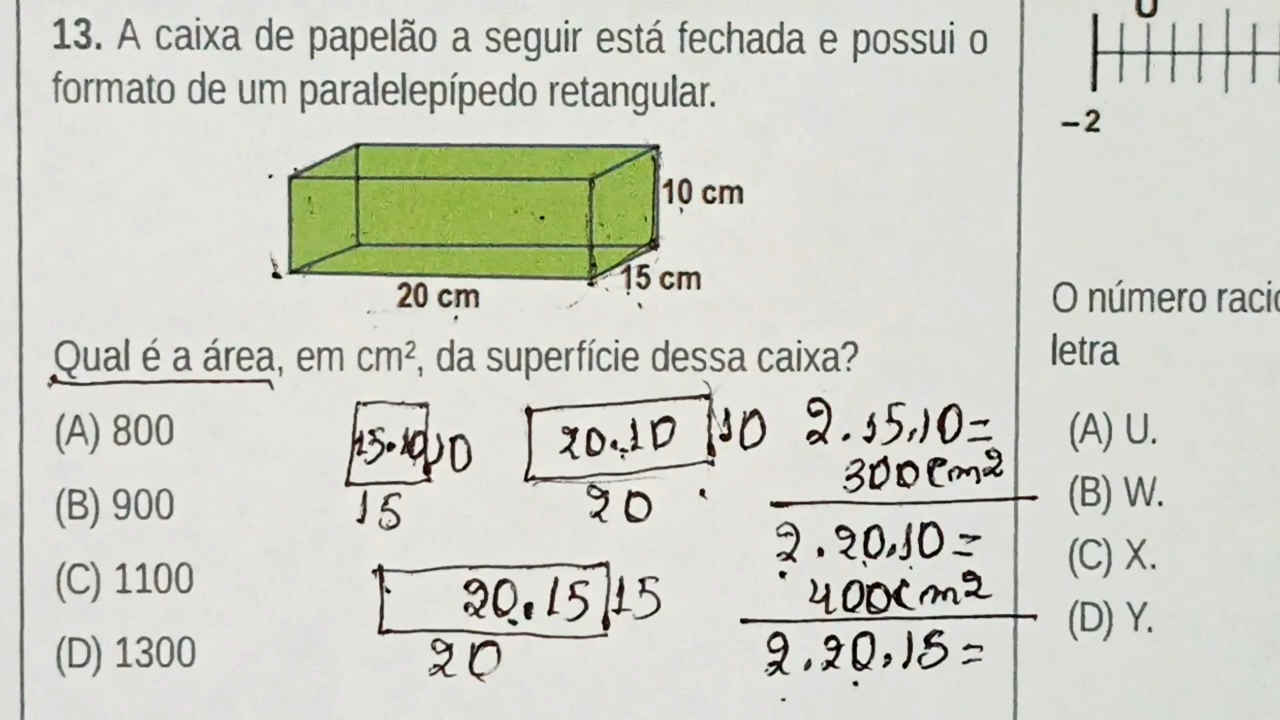 13. A caixa de papelão a seguir está fechada e possui o
formato de um paralelepípedo retangular.
10 cm
15 cm
20 cm
Qual é a área, em cm², da superfície dessa caixa?
(A) 800
(B) 900
(C) 1100
(D) 1300
15.10 10
15
20.10 10
20
20.15 15
20
2.15.10=
300cm2
2.20.10=
400cm2
2.20.15=
U
-2
O número racio
letra
(A) U.
(B) W.
(C) X.
(D) Y.